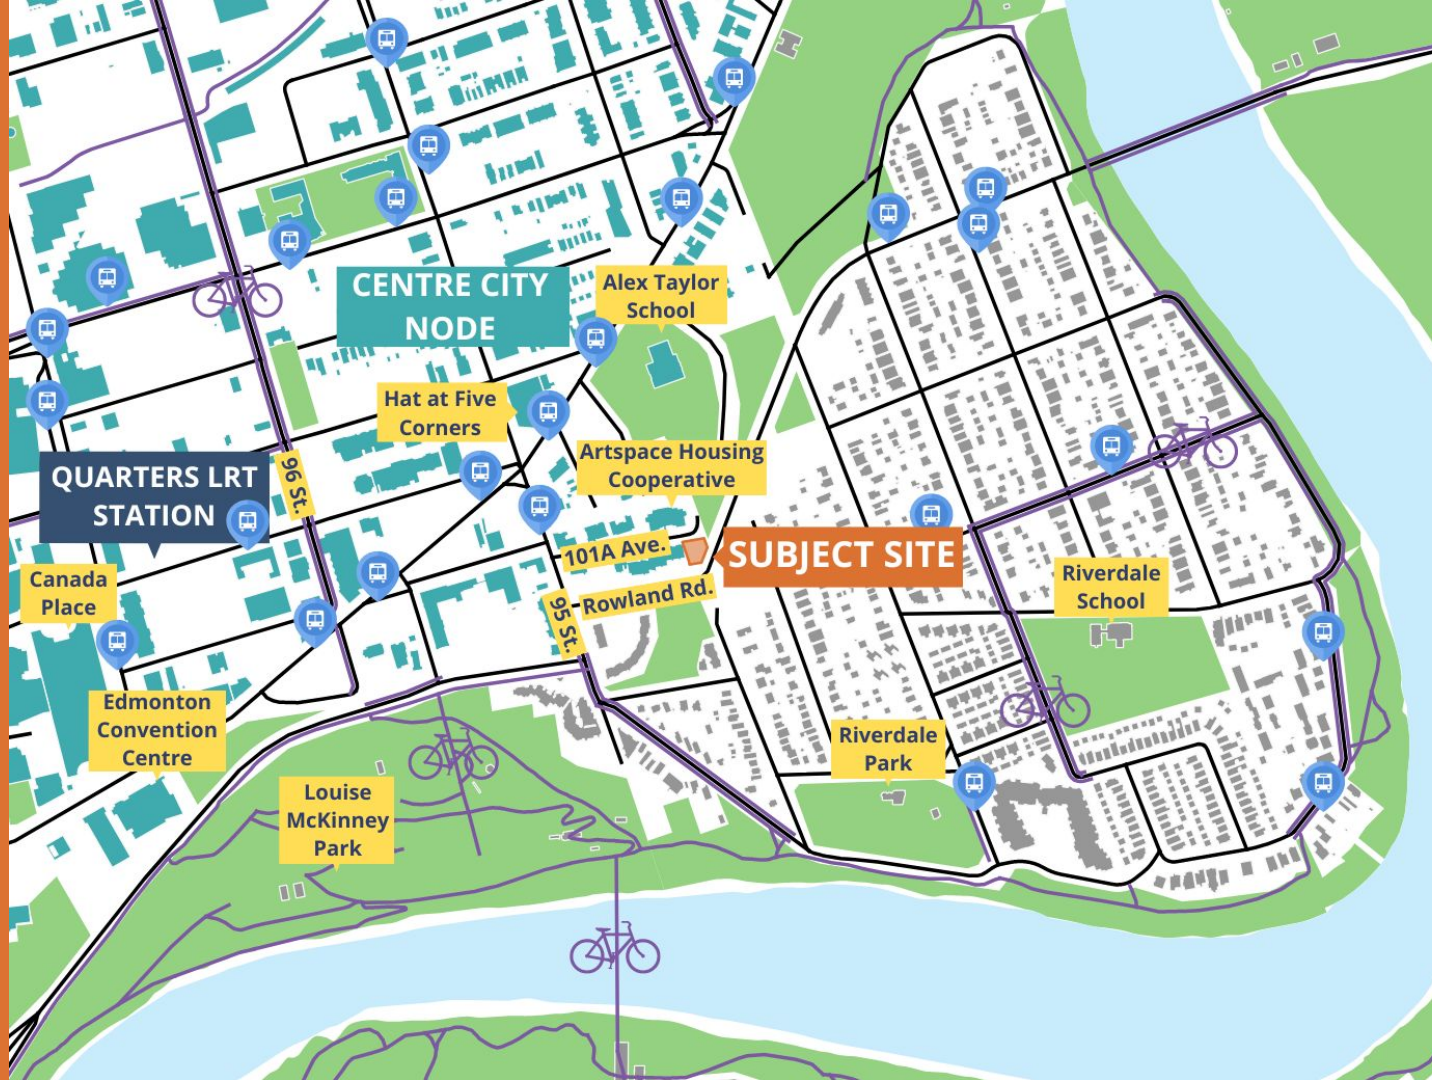 CENTRE CITY
NODE
Alex Taylor
School
Hat at Five
Corners
Artspace Housing
Cooperative
QUARTERS LRT
STATION
96 St.
101A Ave.
SUBJECT SITE
Canada
Place
Rowland Rd.
95 St.
Riverdale
School
Edmonton
Convention
Centre
Riverdale
Park
Louise
McKinney
Park